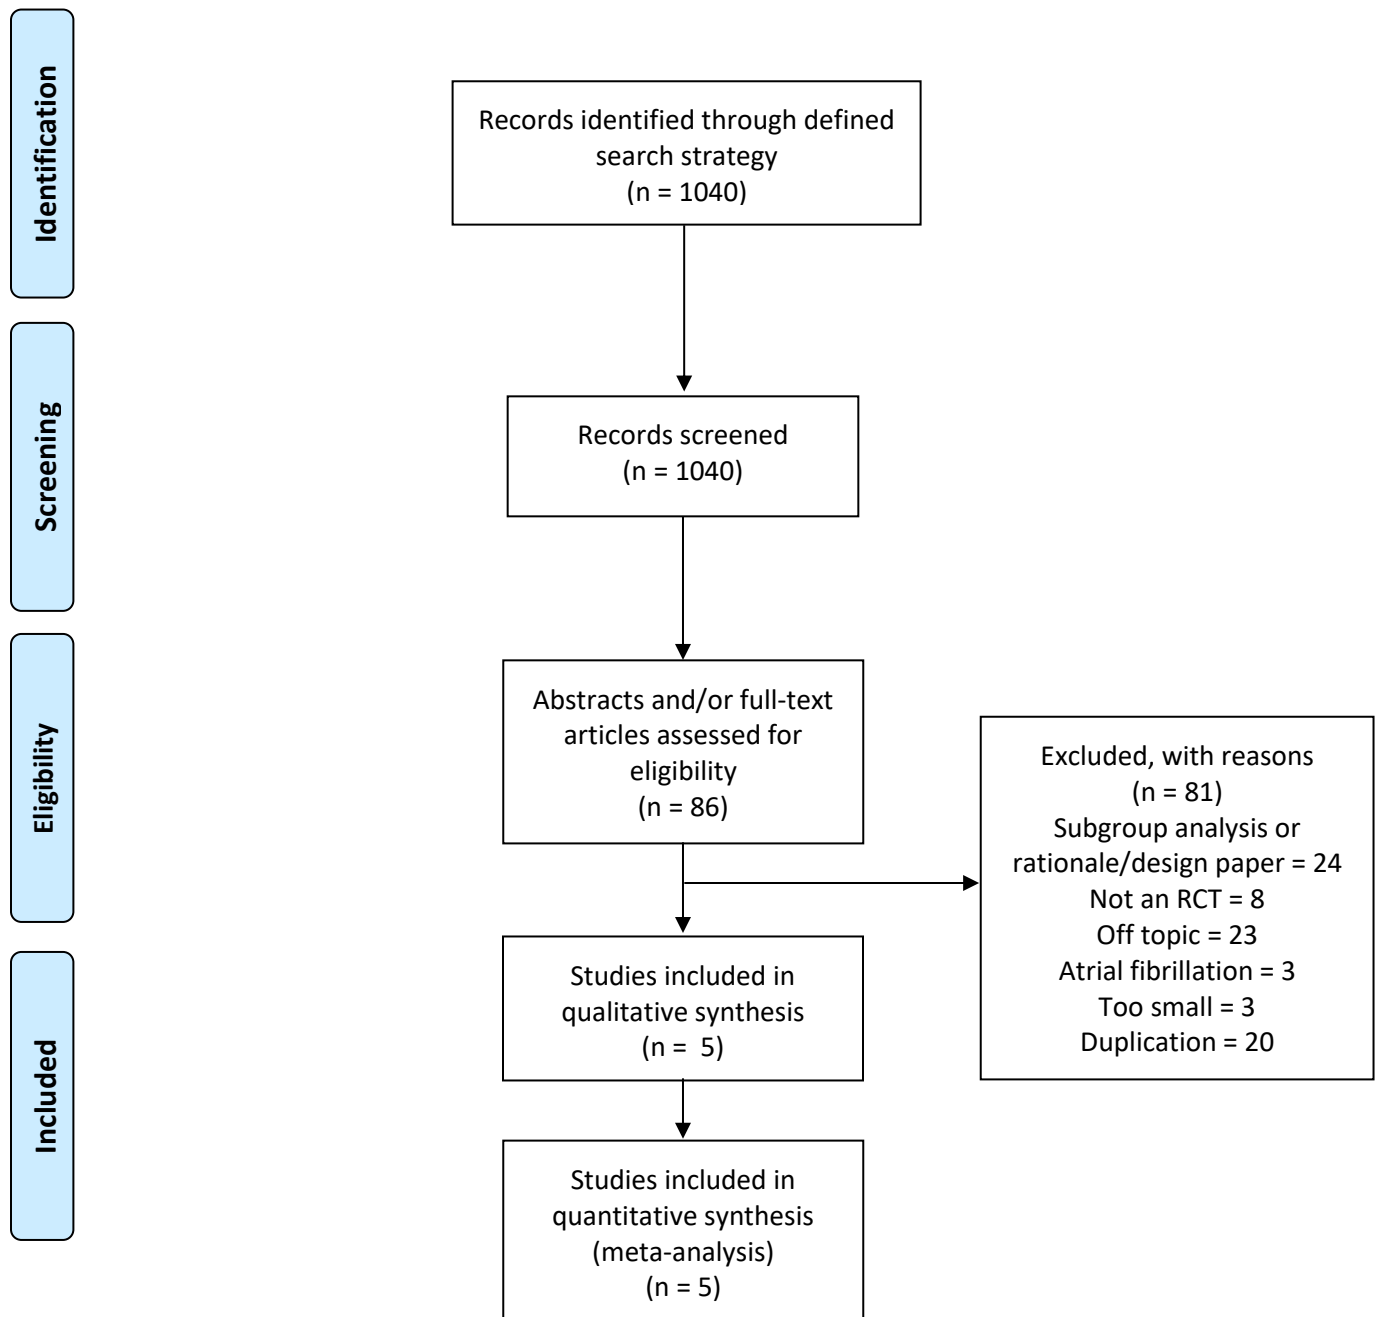 Identification
Records identified through defined
search strategy
(n = 1040)
Screening
Records screened
(n = 1040)
Eligibility
Abstracts and/or full-text
articles assessed for
eligibility
(n = 86)
Excluded, with reasons
(n = 81)
Subgroup analysis or
rationale/design paper = 24
Not an RCT = 8
Off topic = 23
Atrial fibrillation = 3
Too small = 3
Duplication = 20
Included
Studies included in
qualitative synthesis
(n =  5)
Studies included in
quantitative synthesis
(meta-analysis)
(n = 5)